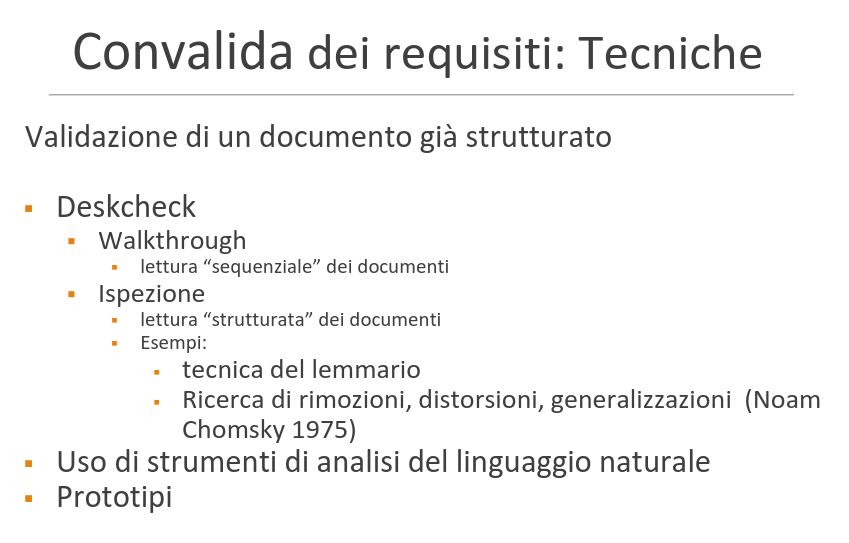 Convalida dei requisiti: Tecniche
Validazione di un documento già strutturato
Deskcheck
Walkthrough
lettura “sequenziale” dei documenti
Ispezione
lettura “strutturata” dei documenti
Esempi:
tecnica del lemmario
Ricerca di rimozioni, distorsioni, generalizzazioni (Noam
Chomsky 1975)
Uso di strumenti di analisi del linguaggio naturale
Prototipi